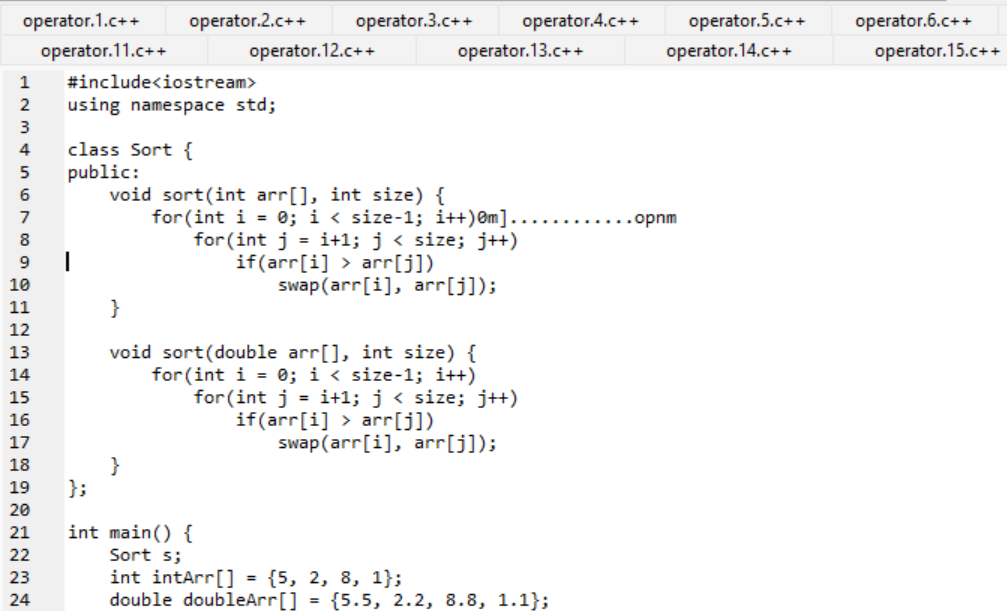 operator.1.c++ operator.2.c++ operator.3.c++ operator.4.c++ operator.5.c++ operator.6.c++
operator.11.c++ operator.12.c++ operator.13.c++ operator.14.c++ operator.15.c++
1 #include<iostream>
2 using namespace std;
3
4 class Sort {
5 public:
6     void sort(int arr[], int size) {
7         for(int i = 0; i < size-1; i++)0m]............opnm
8             for(int j = i+1; j < size; j++)
9                 if(arr[i] > arr[j])
10                     swap(arr[i], arr[j]);
11     }
12
13     void sort(double arr[], int size) {
14         for(int i = 0; i < size-1; i++)
15             for(int j = i+1; j < size; j++)
16                 if(arr[i] > arr[j])
17                     swap(arr[i], arr[j]);
18     }
19 };
20
21 int main() {
22     Sort s;
23     int intArr[] = {5, 2, 8, 1};
24     double doubleArr[] = {5.5, 2.2, 8.8, 1.1};